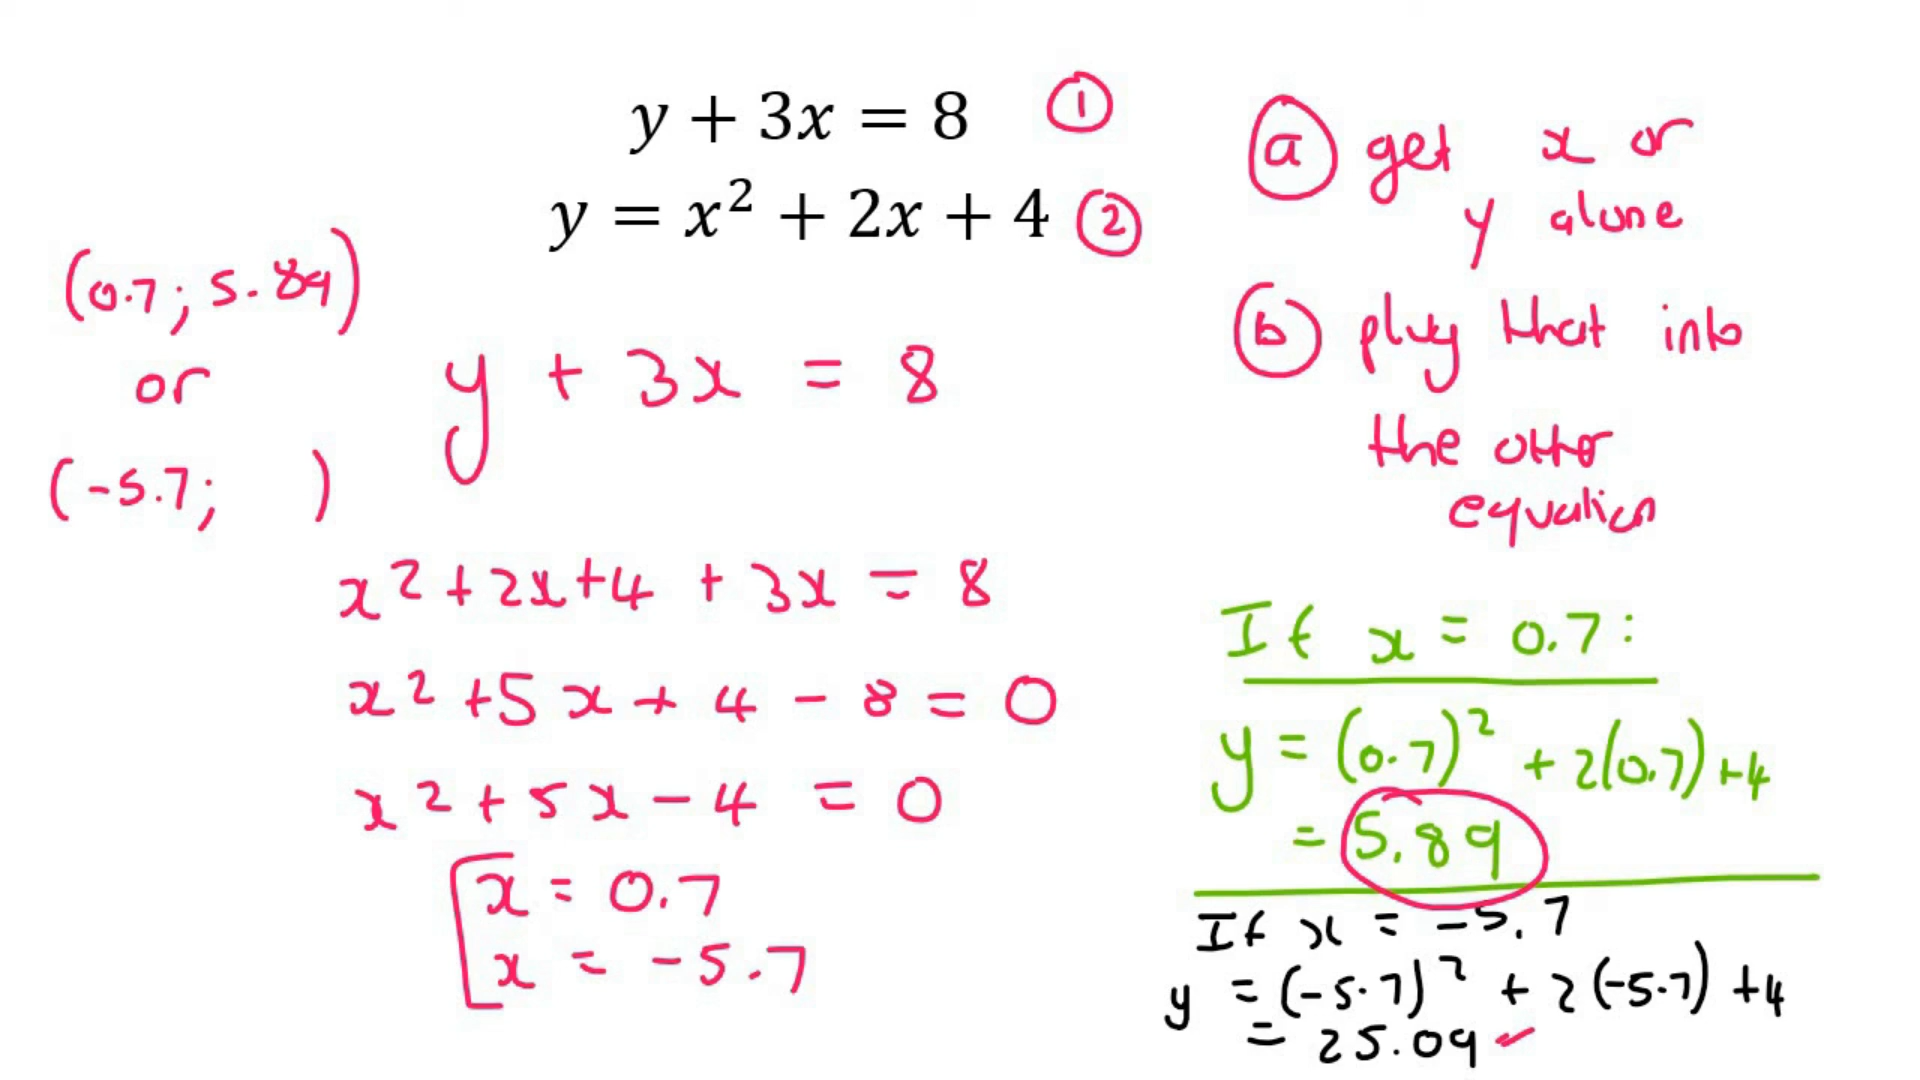 y + 3x = 8 ①
y = x² + 2x + 4 ②
(0.7; 5.89)
or
(-5.7; )
y + 3x = 8
x² + 2x + 4 + 3x = 8
x² + 5x + 4 - 8 = 0
x² + 5x - 4 = 0
x = 0.7
x = -5.7
ⓐ get x or
y alone
ⓑ plug that into
the other
equation
If x = 0.7:
y = (0.7)² + 2(0.7) + 4
= 5.89
If x = -5.7
y = (-5.7)² + 2(-5.7) + 4
= 25.09 ✓